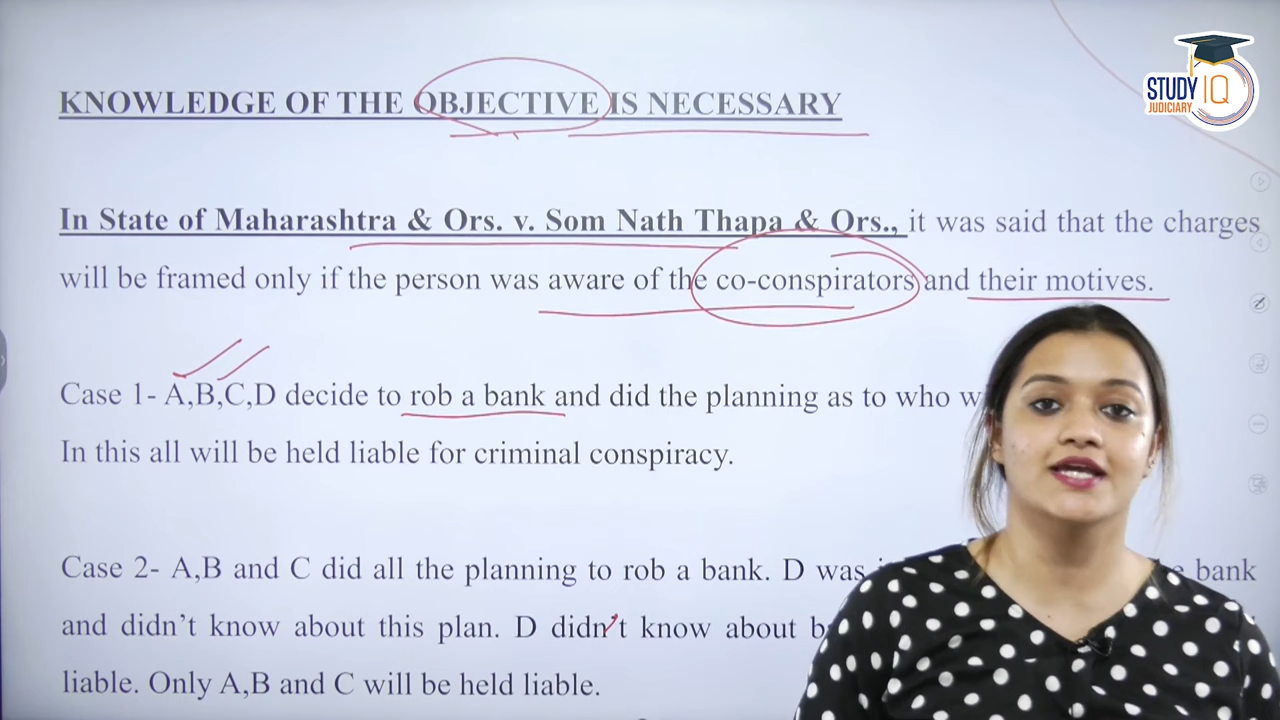 KNOWLEDGE OF THE OBJECTIVE IS NECESSARY
STUDY IQ
JUDICIARY
In State of Maharashtra & Ors. v. Som Nath Thapa & Ors., it was said that the charges
will be framed only if the person was aware of the co-conspirators and their motives.
Case 1- A,B,C,D decide to rob a bank and did the planning as to who
In this all will be held liable for criminal conspiracy.
Case 2- A,B and C did all the planning to rob a bank. D was bank
and didn’t know about this plan. D didn’t know about
liable. Only A,B and C will be held liable.